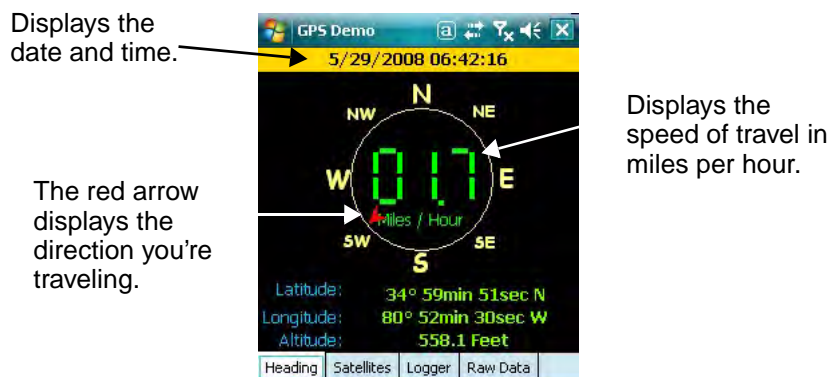 Displays the
date and time.
GPS Demo
5/29/2008 06:42:16
N
NW
NE
W
01.7
E
Miles / Hour
SW
SE
S
Latitude: 34° 59min 51sec N
Longitude: 80° 52min 30sec W
Altitude: 558.1 Feet
Heading Satellites Logger Raw Data
Displays the
speed of travel in
miles per hour.
The red arrow
displays the
direction you're
traveling.